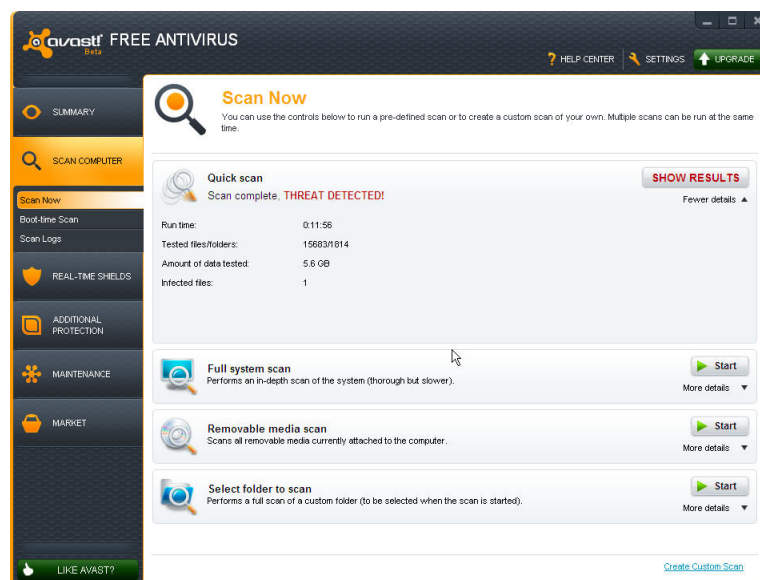 avast! FREE ANTIVIRUS
Beta
? HELP CENTER SETTINGS UPGRADE
SUMMARY
SCAN COMPUTER
Scan Now
Boot-time Scan
Scan Logs
REAL-TIME SHIELDS
ADDITIONAL
PROTECTION
MAINTENANCE
MARKET
LIKE AVAST?
Scan Now
You can use the controls below to run a pre-defined scan or to create a custom scan of your own. Multiple scans can be run at the same
time.
Quick scan
Scan complete, THREAT DETECTED!
SHOW RESULTS
Fewer details
Run time: 0:11:56
Tested files/folders: 15683/1814
Amount of data tested: 5.6 GB
Infected files: 1
Full system scan
Performs an in-depth scan of the system (thorough but slower).
Start
More details
Removable media scan
Scans all removable media currently attached to the computer.
Start
More details
Select folder to scan
Performs a full scan of a custom folder (to be selected when the scan is started).
Start
More details
Create Custom Scan